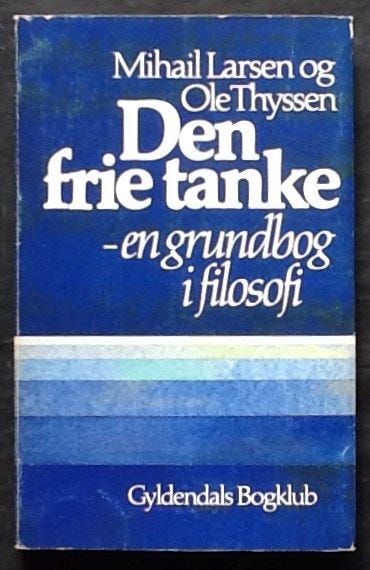 Mihail Larsen og
Ole Thyssen
Den
frie tanke
- en grundbog
i filosofi
Gyldendals Bogklub